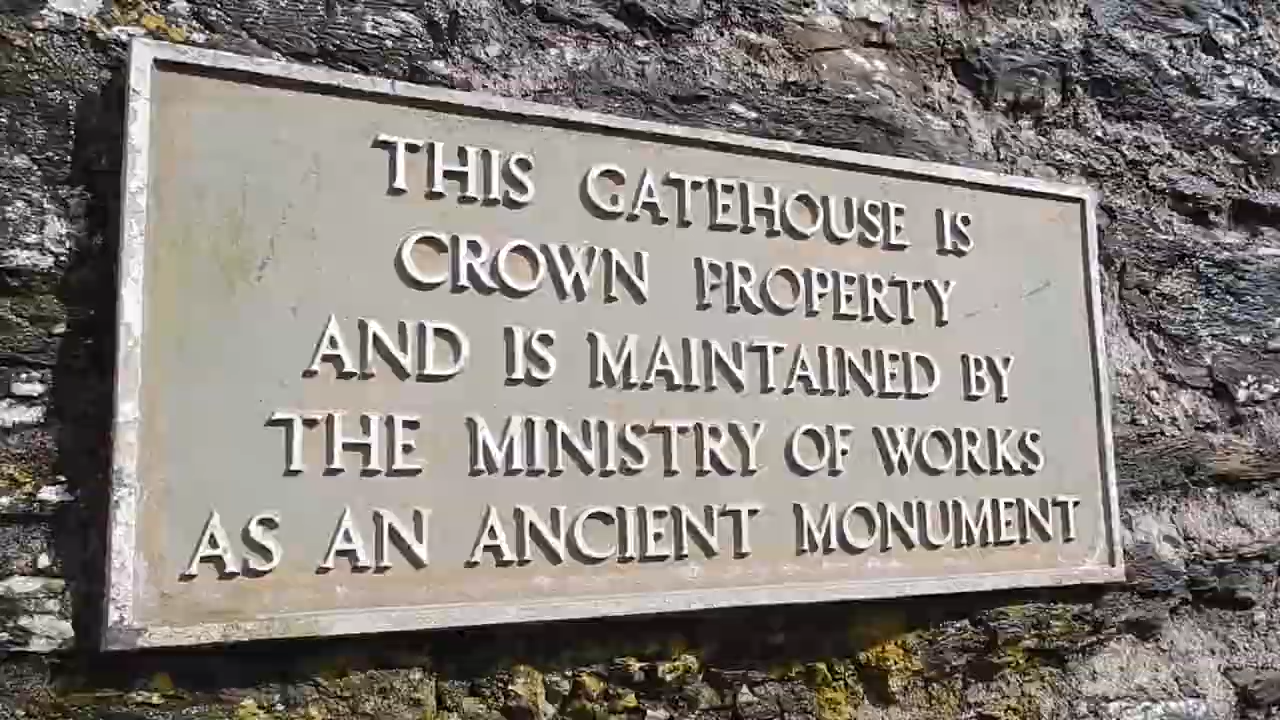 THIS GATEHOUSE IS
CROWN PROPERTY
AND IS MAINTAINED BY
THE MINISTRY OF WORKS
AS AN ANCIENT MONUMENT